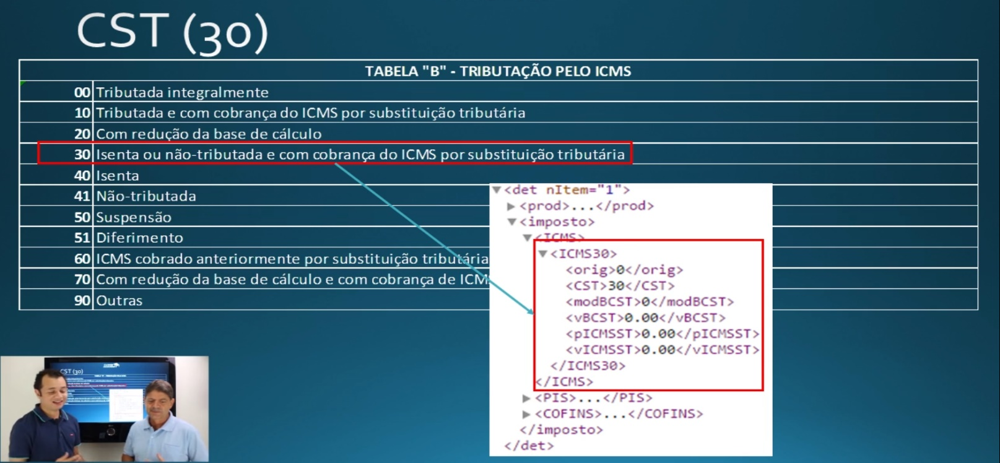 CST (30)
TABELA "B" - TRIBUTAÇÃO PELO ICMS
00 Tributada integralmente
10 Tributada e com cobrança do ICMS por substituição tributária
20 Com redução da base de cálculo
30 Isenta ou não-tributada e com cobrança do ICMS por substituição tributária
40 Isenta
41 Não-tributada
50 Suspensão
51 Diferimento
60 ICMS cobrado anteriormente por substituição tributária
70 Com redução da base de cálculo e com cobrança de ICM
90 Outras
<det nItem="1">
<prod>...</prod>
<imposto>
<ICMS>
<ICMS30>
<orig>0</orig>
<CST>30</CST>
<modBCST>0</modBCST>
<vBCST>0.00</vBCST>
<pICMSST>0.00</pICMSST>
<vICMSST>0.00</vICMSST>
</ICMS30>
</ICMS>
<PIS>...</PIS>
<COFINS>...</COFINS>
</imposto>
</det>
CST (30)